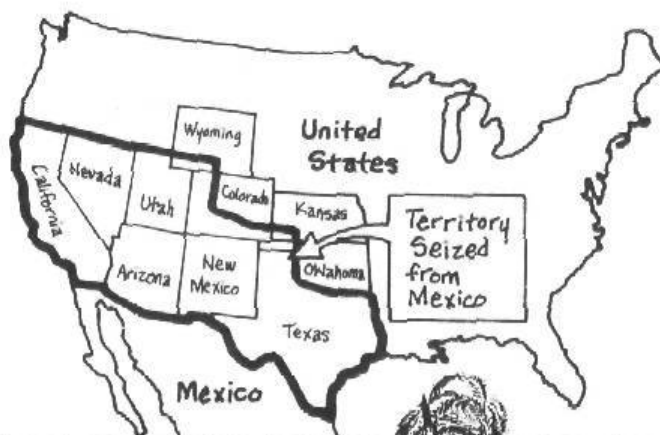 Wyoming
United
States
California
Nevada
Utah
Colorado
Kansas
Territory
Seized
from
Mexico
Arizona
New
Mexico
Oklahoma
Texas
Mexico